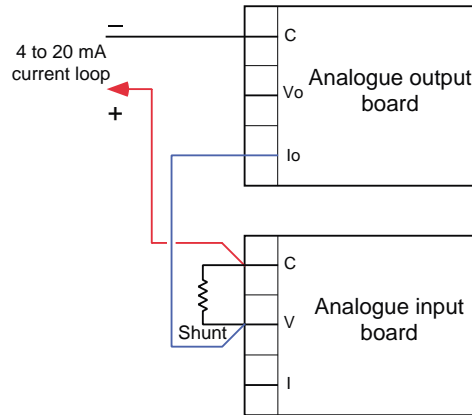 −
4 to 20 mA
current loop
+
C
Vo
Io
Analogue output
board
C
V
I
Shunt
Analogue input
board